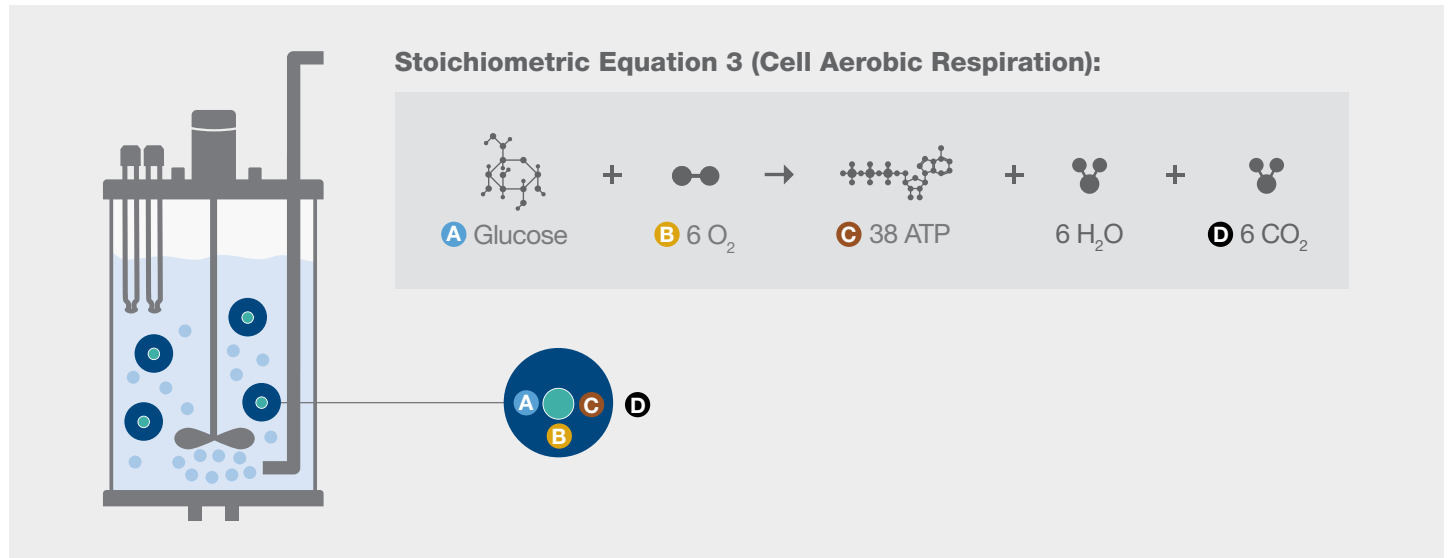 Stoichiometric Equation 3 (Cell Aerobic Respiration):
+ → + +
A Glucose B 6 O₂ C 38 ATP 6 H₂O D 6 CO₂
A C D
B